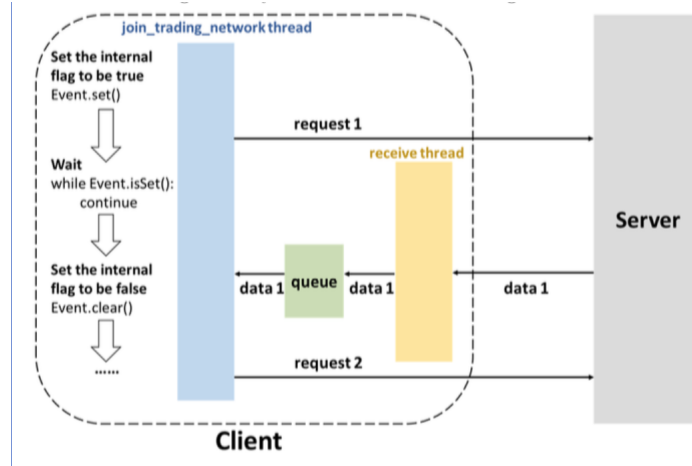 join_trading_network thread
Set the internal
flag to be true
Event.set()
Wait
while Event.isSet():
continue
Set the internal
flag to be false
Event.clear()
......
request 1
receive thread
data 1
queue
data 1
data 1
request 2
Server
Client